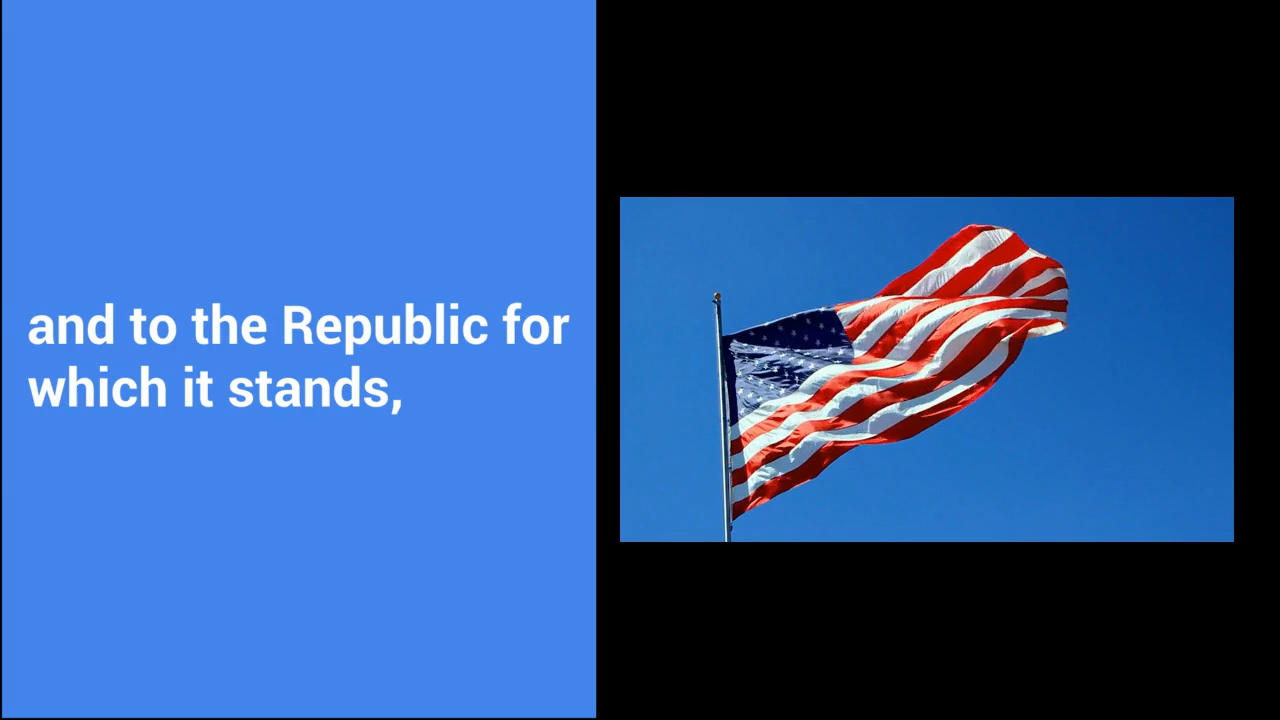 and to the Republic for
which it stands,